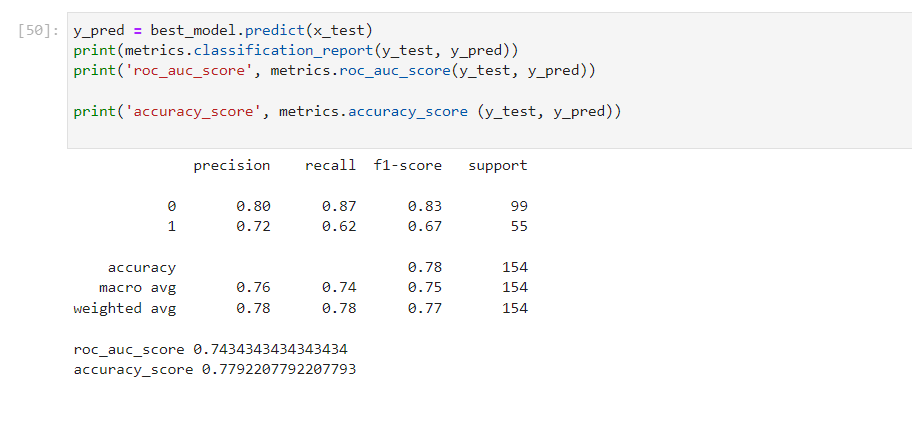 [50]: y_pred = best_model.predict(x_test)
print(metrics.classification_report(y_test, y_pred))
print('roc_auc_score', metrics.roc_auc_score(y_test, y_pred))
print('accuracy_score', metrics.accuracy_score (y_test, y_pred))
precision recall f1-score support
0 0.80 0.87 0.83 99
1 0.72 0.62 0.67 55
accuracy 0.78 154
macro avg 0.76 0.74 0.75 154
weighted avg 0.78 0.78 0.77 154
roc_auc_score 0.7434343434343434
accuracy_score 0.7792207792207793